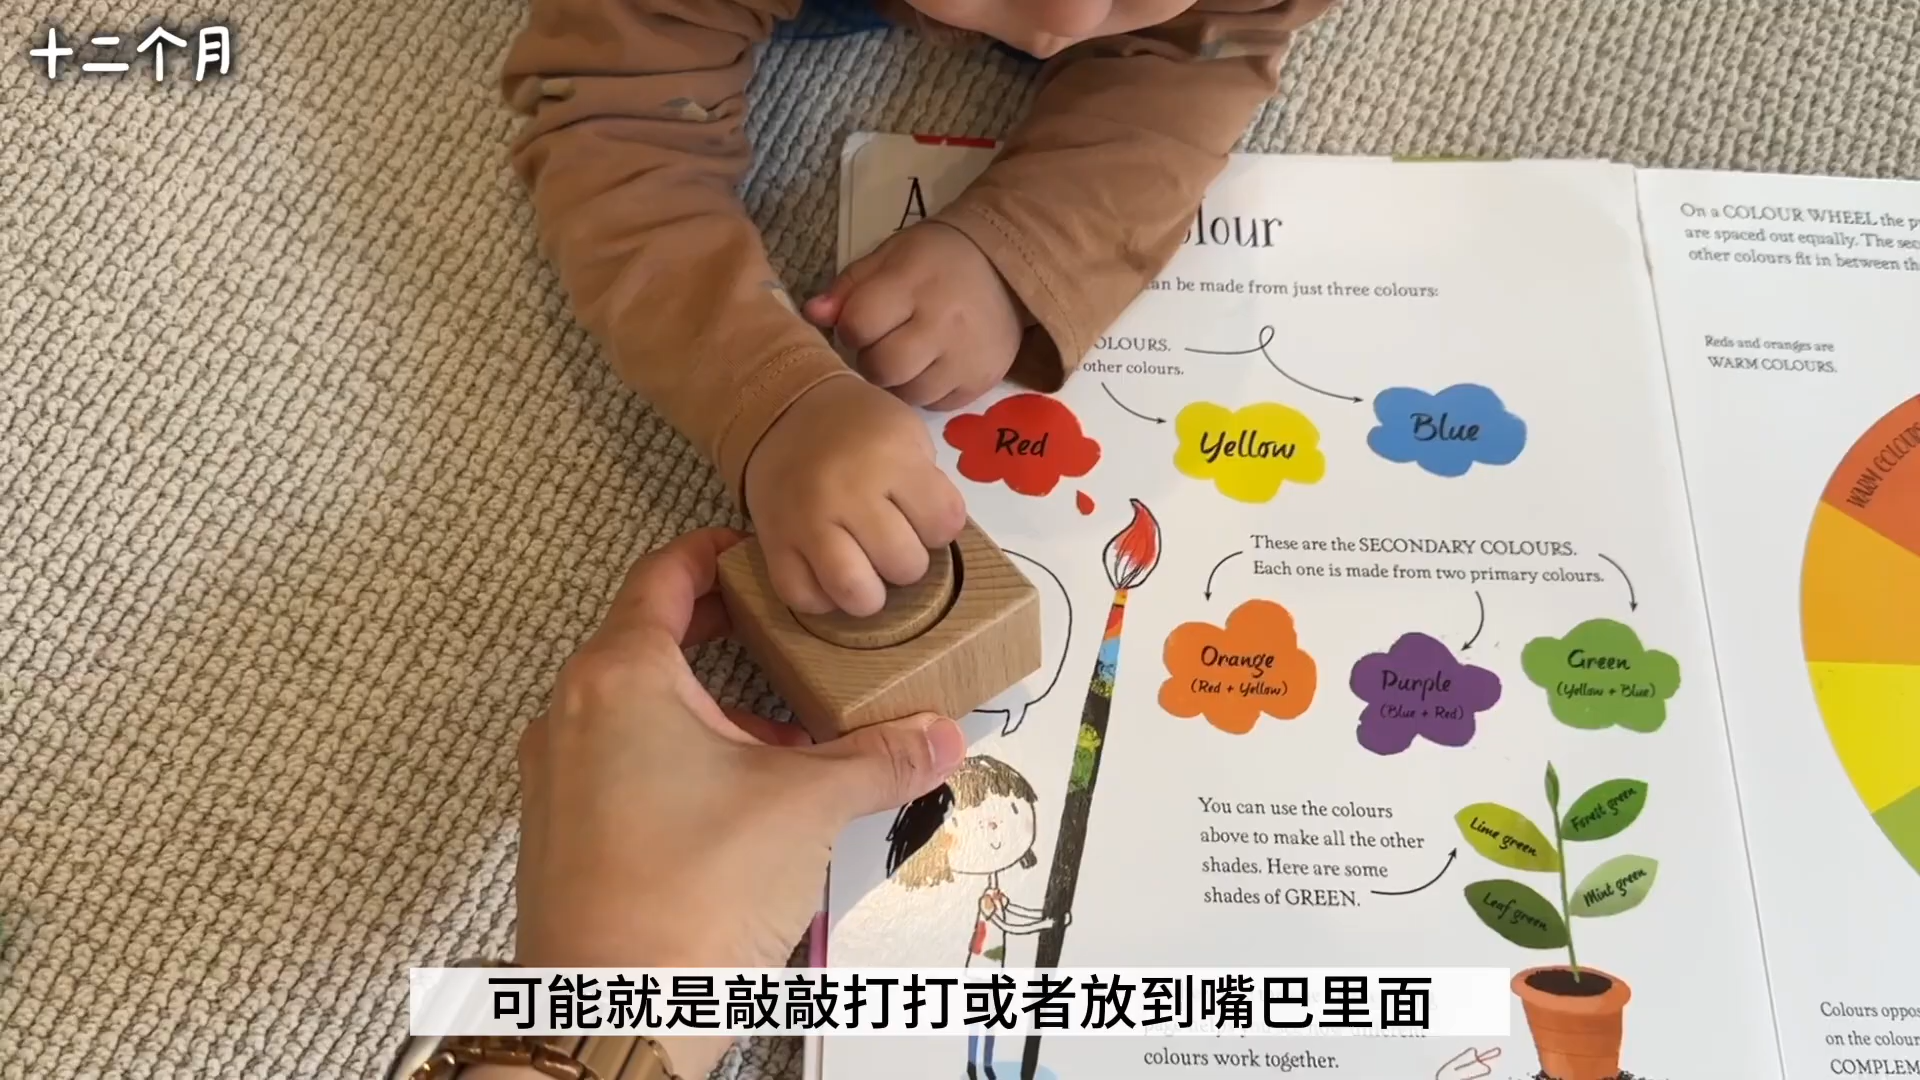 十二个月
A
lour
an be made from just three colours:
OLOURS.
other colours.
Red
Yellow
Blue
These are the SECONDARY COLOURS.
Each one is made from two primary colours.
Orange
(Red + Yellow)
Purple
(Blue + Red)
Green
(Yellow + Blue)
You can use the colours
above to make all the other
shades. Here are some
shades of GREEN.
Lime green
Forest green
Leaf green
Mint green
colours work together.
On a COLOUR WHEEL the
are spaced out equally. The
other colours fit in between
Reds and oranges are
WARM COLOURS.
WARM COLOURS
Colours
on the
可能就是敲敲打打或者放到嘴巴里面